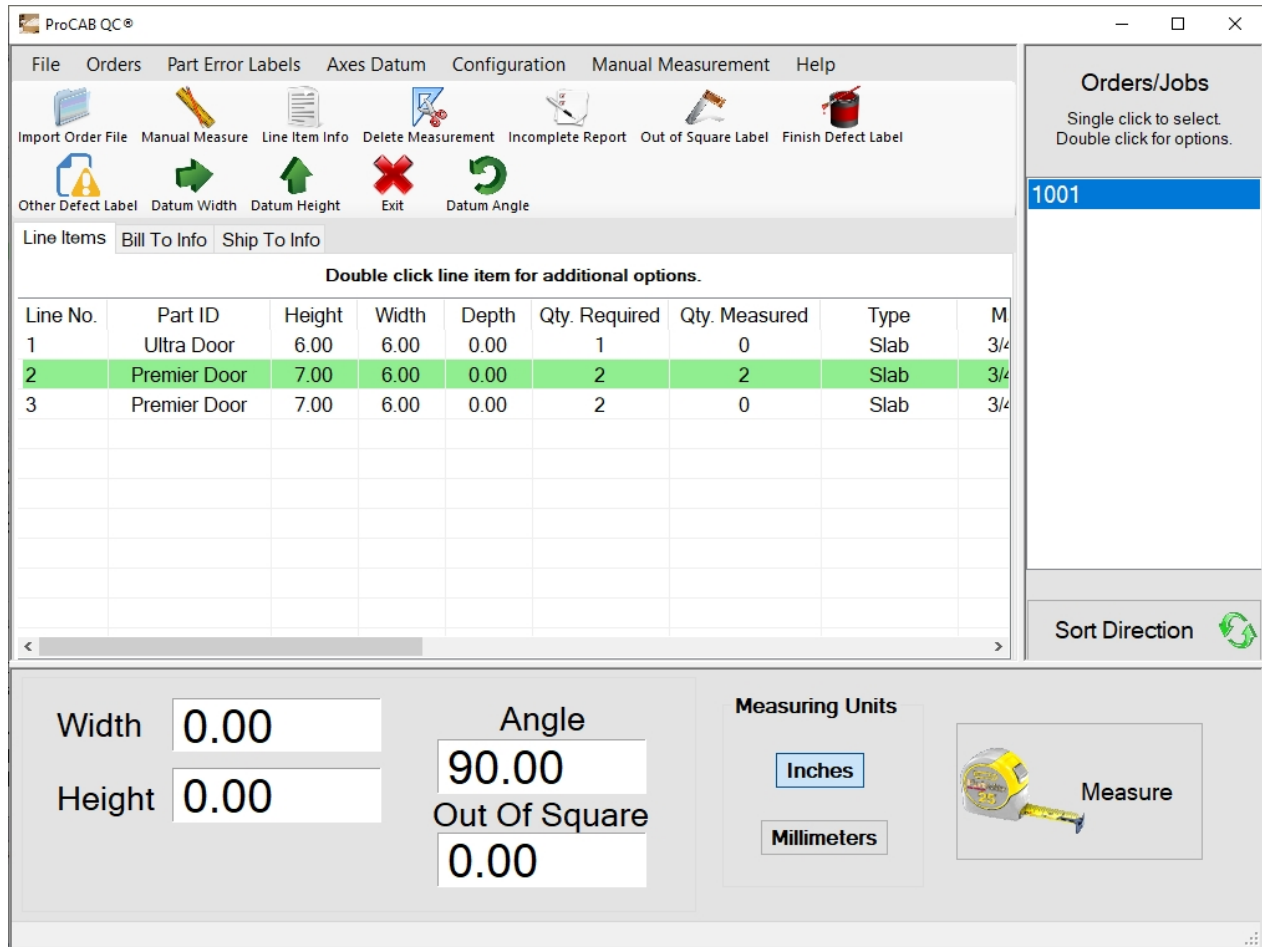 ProCAB QC®
File Orders Part Error Labels Axes Datum Configuration Manual Measurement Help
Import Order File Manual Measure Line Item Info Delete Measurement Incomplete Report Out of Square Label Finish Defect Label
Other Defect Label Datum Width Datum Height Exit Datum Angle
Line Items Bill To Info Ship To Info
Double click line item for additional options.
Line No. Part ID Height Width Depth Qty. Required Qty. Measured Type M
1 Ultra Door 6.00 6.00 0.00 1 0 Slab 3/4
2 Premier Door 7.00 6.00 0.00 2 2 Slab 3/4
3 Premier Door 7.00 6.00 0.00 2 0 Slab 3/4
Orders/Jobs
Single click to select.
Double click for options.
1001
Sort Direction
Width 0.00
Height 0.00
Angle
90.00
Out Of Square
0.00
Measuring Units
Inches
Millimeters
Measure